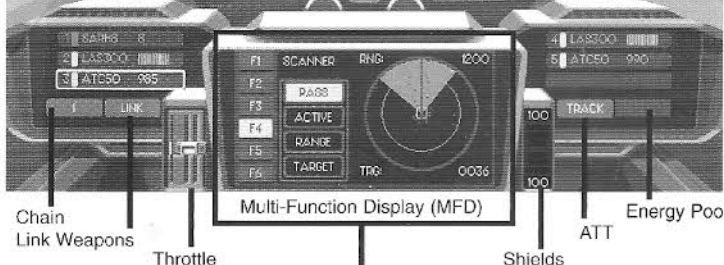 1 SAPHS 8
2 LAS300
3 ATC50 985
1 LINK
F1 SCANNER RNG: 1200
F2 PASS
F3 ACTIVE
F4 RANGE
F5 TARGET
F6 TRG: 0036
4 LAS300
5 ATC50 990
100 TRACK
100
Multi-Function Display (MFD)
Chain
Link Weapons
Throttle
Shields
ATT
Energy Poo